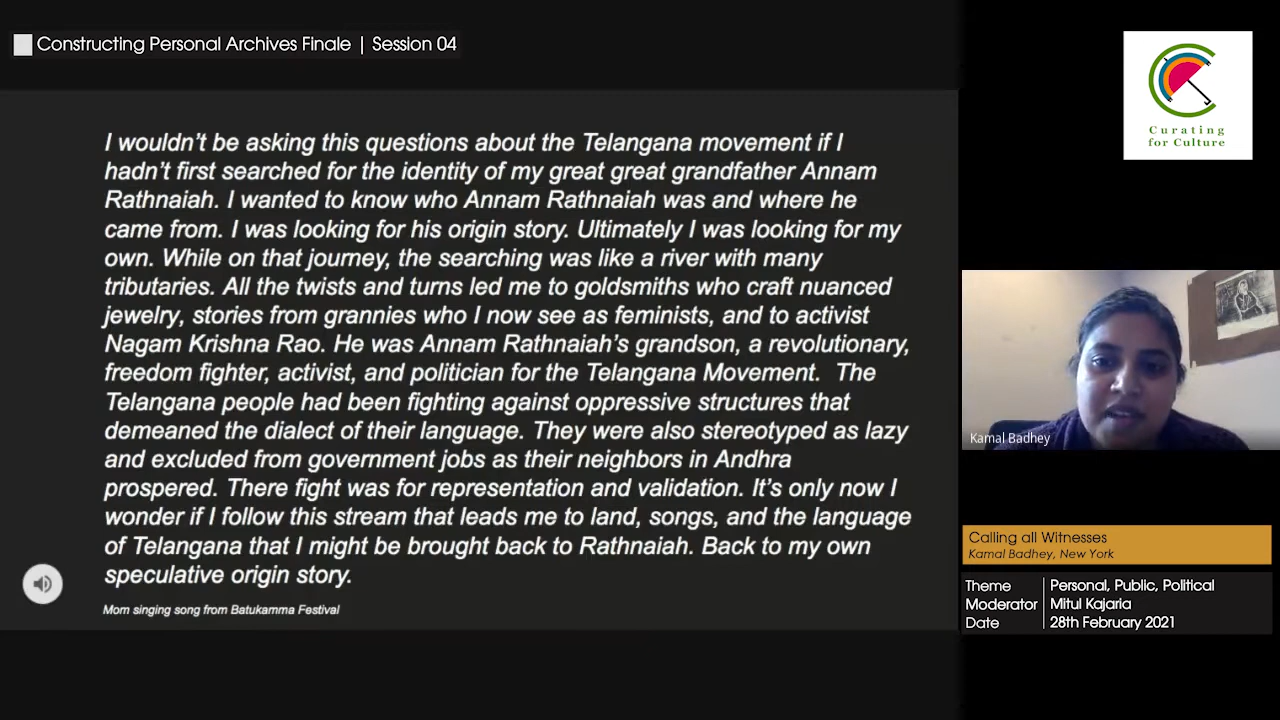 Constructing Personal Archives Finale | Session 04
I wouldn't be asking this questions about the Telangana movement if I
hadn't first searched for the identity of my great great grandfather Annam
Rathnaiah. I wanted to know who Annam Rathnaiah was and where he
came from. I was looking for his origin story. Ultimately I was looking for my
own. While on that journey, the searching was like a river with many
tributaries. All the twists and turns led me to goldsmiths who craft nuanced
jewelry, stories from grannies who I now see as feminists, and to activist
Nagam Krishna Rao. He was Annam Rathnaiah's grandson, a revolutionary,
freedom fighter, activist, and politician for the Telangana Movement.  The
Telangana people had been fighting against oppressive structures that
demeaned the dialect of their language. They were also stereotyped as lazy
and excluded from government jobs as their neighbors in Andhra
prospered. There fight was for representation and validation. It's only now I
wonder if I follow this stream that leads me to land, songs, and the language
of Telangana that I might be brought back to Rathnaiah. Back to my own
speculative origin story.
Mom singing song from Batukamma Festival
Curating
for Culture
Kamal Badhey
Calling all Witnesses
Kamal Badhey, New York
Theme Personal, Public, Political
Moderator Mitul Kajaria
Date 28th February 2021